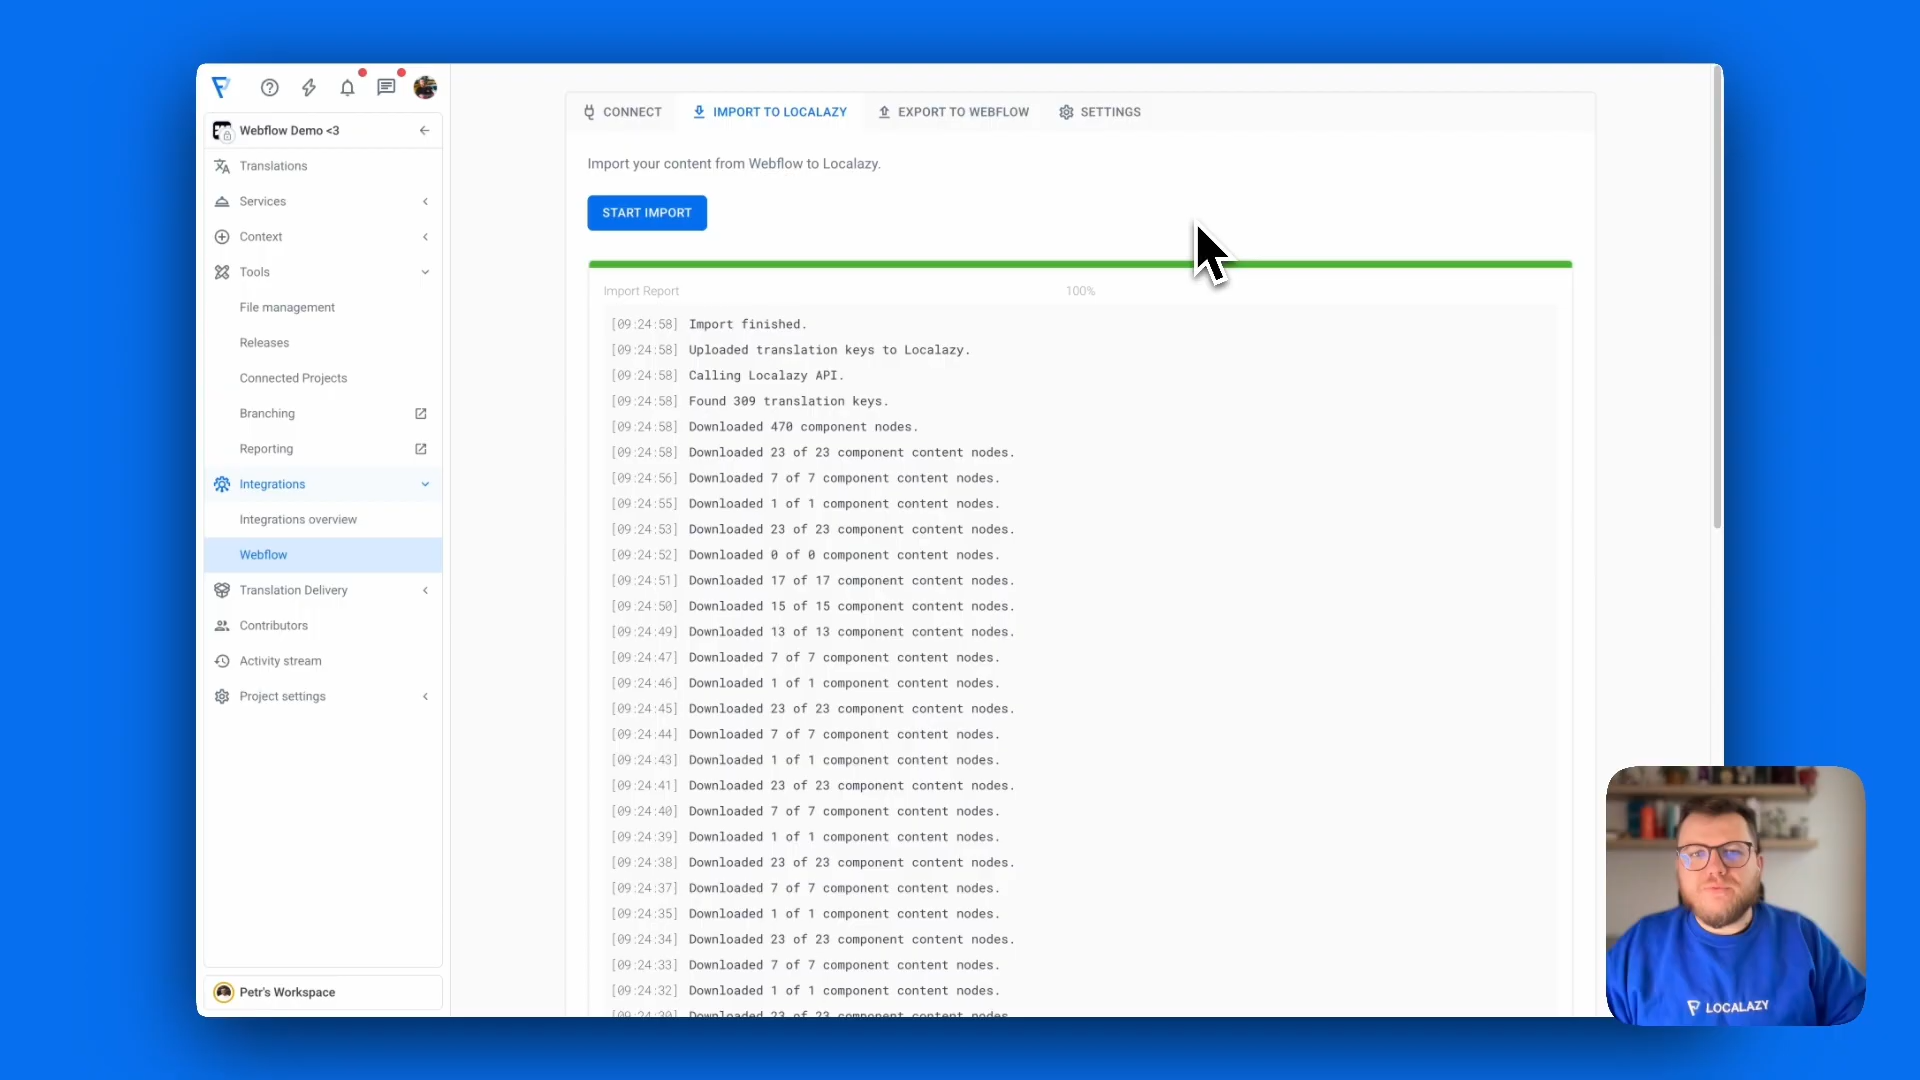 Webflow Demo <3
Translations
Services
Context
Tools
File management
Releases
Connected Projects
Branching
Reporting
Integrations
Integrations overview
Webflow
Translation Delivery
Contributors
Activity stream
Project settings
Petr's Workspace
CONNECT IMPORT TO LOCALAZY EXPORT TO WEBFLOW SETTINGS
Import your content from Webflow to Localazy.
START IMPORT
Import Report 100%
[09:24:58] Import finished.
[09:24:58] Uploaded translation keys to Localazy.
[09:24:58] Calling Localazy API.
[09:24:58] Found 309 translation keys.
[09:24:58] Downloaded 470 component nodes.
[09:24:58] Downloaded 23 of 23 component content nodes.
[09:24:56] Downloaded 7 of 7 component content nodes.
[09:24:55] Downloaded 1 of 1 component content nodes.
[09:24:53] Downloaded 23 of 23 component content nodes.
[09:24:52] Downloaded 0 of 0 component content nodes.
[09:24:51] Downloaded 17 of 17 component content nodes.
[09:24:50] Downloaded 15 of 15 component content nodes.
[09:24:49] Downloaded 13 of 13 component content nodes.
[09:24:47] Downloaded 7 of 7 component content nodes.
[09:24:46] Downloaded 1 of 1 component content nodes.
[09:24:45] Downloaded 23 of 23 component content nodes.
[09:24:44] Downloaded 7 of 7 component content nodes.
[09:24:43] Downloaded 1 of 1 component content nodes.
[09:24:41] Downloaded 23 of 23 component content nodes.
[09:24:40] Downloaded 7 of 7 component content nodes.
[09:24:39] Downloaded 1 of 1 component content nodes.
[09:24:38] Downloaded 23 of 23 component content nodes.
[09:24:37] Downloaded 7 of 7 component content nodes.
[09:24:35] Downloaded 1 of 1 component content nodes.
[09:24:34] Downloaded 23 of 23 component content nodes.
[09:24:33] Downloaded 7 of 7 component content nodes.
[09:24:32] Downloaded 1 of 1 component content nodes.
[09:24:30] Downloaded 23 of 23 component content nodes.
LOCALAZY